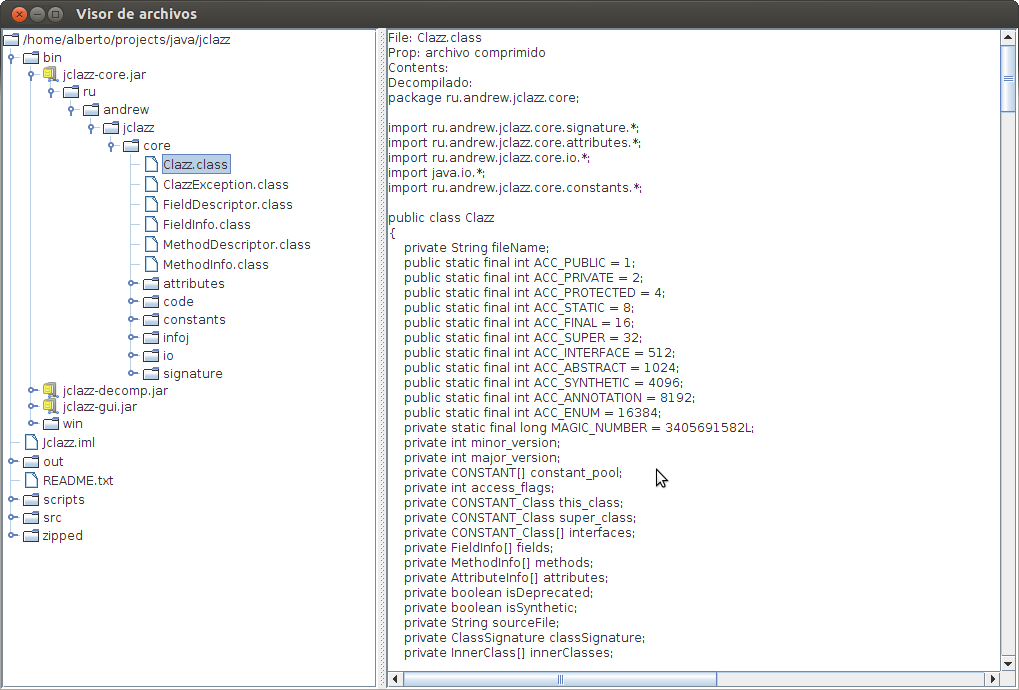 Visor de archivos
/home/alberto/projects/java/jclazz
bin
jclazz-core.jar
ru
andrew
jclazz
core
Clazz.class
ClazzException.class
FieldDescriptor.class
FieldInfo.class
MethodDescriptor.class
MethodInfo.class
attributes
code
constants
infoj
io
signature
jclazz-decomp.jar
jclazz-gui.jar
win
Jclazz.iml
out
README.txt
scripts
src
zipped
File: Clazz.class
Prop: archivo comprimido
Contents:
Decompilado:
package ru.andrew.jclazz.core;
import ru.andrew.jclazz.core.signature.*;
import ru.andrew.jclazz.core.attributes.*;
import ru.andrew.jclazz.core.io.*;
import java.io.*;
import ru.andrew.jclazz.core.constants.*;
public class Clazz
{
private String fileName;
public static final int ACC_PUBLIC = 1;
public static final int ACC_PRIVATE = 2;
public static final int ACC_PROTECTED = 4;
public static final int ACC_STATIC = 8;
public static final int ACC_FINAL = 16;
public static final int ACC_SUPER = 32;
public static final int ACC_INTERFACE = 512;
public static final int ACC_ABSTRACT = 1024;
public static final int ACC_SYNTHETIC = 4096;
public static final int ACC_ANNOTATION = 8192;
public static final int ACC_ENUM = 16384;
private static final long MAGIC_NUMBER = 3405691582L;
private int minor_version;
private int major_version;
private CONSTANT[] constant_pool;
private int access_flags;
private CONSTANT_Class this_class;
private CONSTANT_Class super_class;
private CONSTANT_Class[] interfaces;
private FieldInfo[] fields;
private MethodInfo[] methods;
private AttributeInfo[] attributes;
private boolean isDeprecated;
private boolean isSynthetic;
private String sourceFile;
private ClassSignature classSignature;
private InnerClass[] innerClasses;